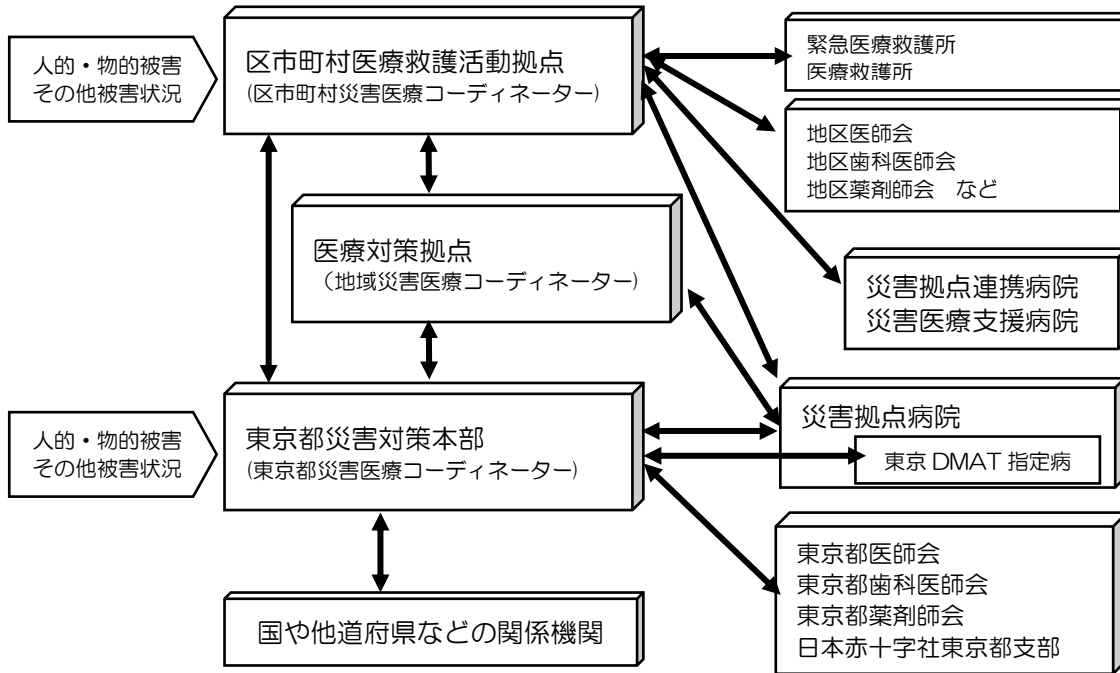 人的・物的被害
その他被害状況
区市町村医療救護活動拠点
(区市町村災害医療コーディネーター)
緊急医療救護所
医療救護所
地区医師会
地区歯科医師会
地区薬剤師会 など
医療対策拠点
(地域災害医療コーディネーター)
災害拠点連携病院
災害医療支援病院
人的・物的被害
その他被害状況
東京都災害対策本部
(東京都災害医療コーディネーター)
災害拠点病院
東京 DMAT 指定病
東京都医師会
東京都歯科医師会
東京都薬剤師会
日本赤十字社東京都支部
国や他道府県などの関係機関